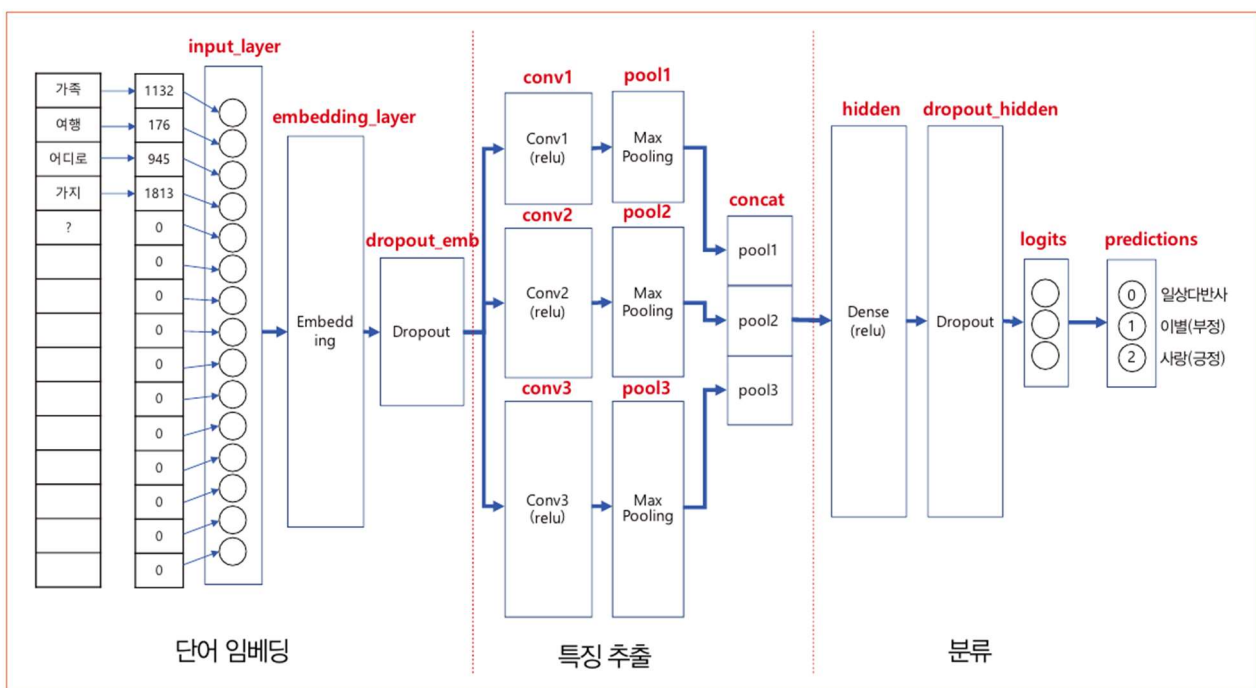 input_layer
가족
여행
어디로
가지
?
1132
176
945
1813
0
0
0
0
0
0
0
0
0
0
0
embedding_layer
Embedd
ing
dropout_emb
Dropout
단어 임베딩
conv1
Conv1
(relu)
pool1
Max
Pooling
conv2
Conv2
(relu)
pool2
Max
Pooling
conv3
Conv3
(relu)
pool3
Max
Pooling
concat
pool1
pool2
pool3
특징 추출
hidden
Dense
(relu)
dropout_hidden
Dropout
logits
predictions
0 일상다반사
1 이별(부정)
2 사랑(긍정)
분류